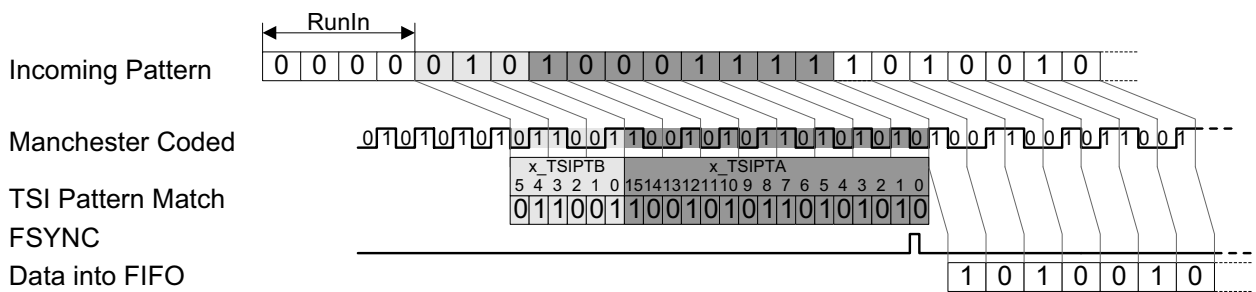 RunIn
Incoming Pattern 0 0 0 0 0 1 0 1 0 0 0 1 1 1 1 1 0 1 0 0 1 0
Manchester Coded 0 1 0 1 0 1 0 1 0 1 1 0 0 1 1 0 0 1 0 1 0 1 1 0 1 0 1 0 1 0 1 0 0 1 1 0 0 1 0 1 1 0 0 1
x_TSIPTB x_TSIPTA
5 4 3 2 1 0 15 14 13 12 11 10 9 8 7 6 5 4 3 2 1 0
TSI Pattern Match 0 1 1 0 0 1 1 0 0 1 0 1 0 1 1 0 1 0 1 0 1 0
FSYNC
Data into FIFO 1 0 1 0 0 1 0